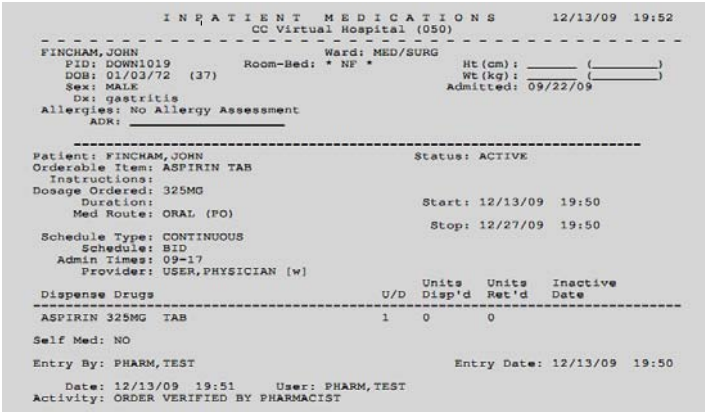 I N P A T I E N T   M E D I C A T I O N S   12/13/09 19:52
CC Virtual Hospital (050)
FINCHAM,JOHN   Ward: MED/SURG
PID: DOWN1019   Room-Bed: * NF *   Ht(cm): ______ (______)
DOB: 01/03/72 (37)   Wt(kg): ______ (______)
Sex: MALE   Admitted: 09/22/09
Dx: gastritis
Allergies: No Allergy Assessment
ADR: ____________________
Patient: FINCHAM,JOHN   Status: ACTIVE
Orderable Item: ASPIRIN TAB
Instructions:
Dosage Ordered: 325MG
Duration:   Start: 12/13/09 19:50
Med Route: ORAL (PO)
Stop: 12/27/09 19:50
Schedule Type: CONTINUOUS
Schedule: BID
Admin Times: 09-17
Provider: USER,PHYSICIAN [w]
Units   Units   Inactive
Dispense Drugs   U/D   Disp'd   Ret'd   Date
ASPIRIN 325MG TAB   1   0   0
Self Med: NO
Entry By: PHARM,TEST   Entry Date: 12/13/09 19:50
Date: 12/13/09 19:51   User: PHARM,TEST
Activity: ORDER VERIFIED BY PHARMACIST